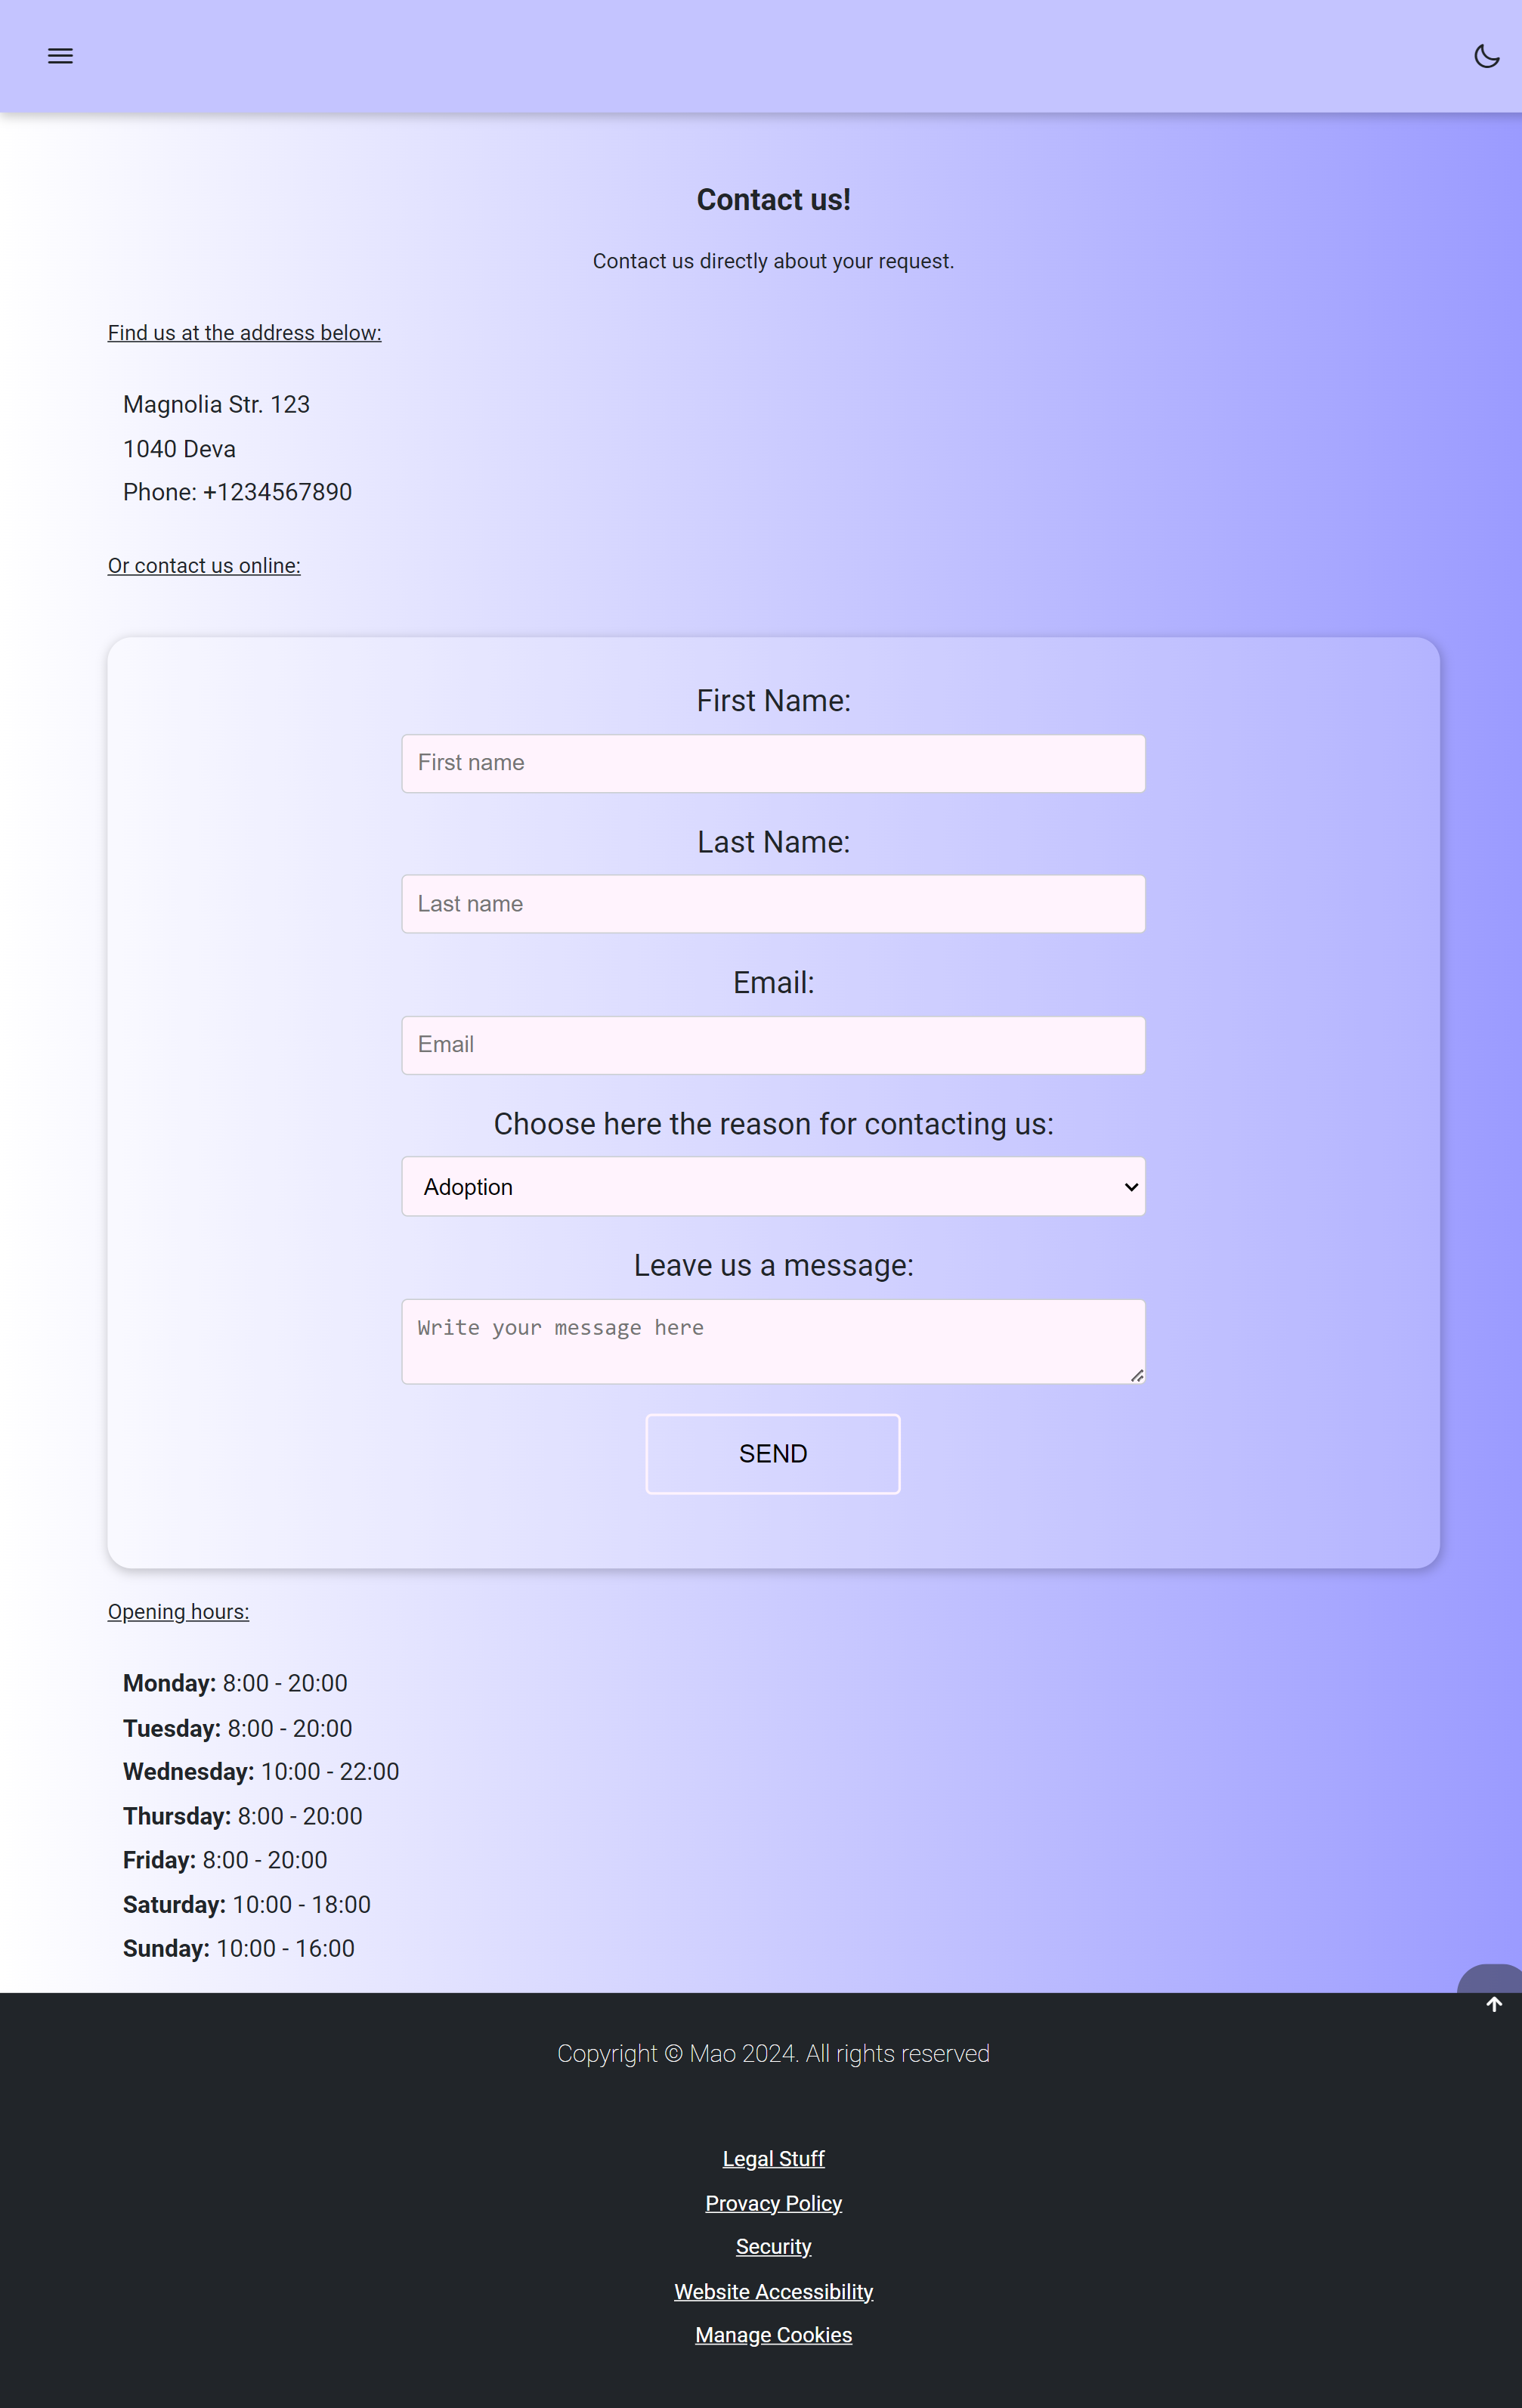 Contact us!
Contact us directly about your request.
Find us at the address below:
Magnolia Str. 123
1040 Deva
Phone: +1234567890
Or contact us online:
First Name:
First name
Last Name:
Last name
Email:
Email
Choose here the reason for contacting us:
Adoption
Leave us a message:
Write your message here
SEND
Opening hours:
Monday: 8:00 - 20:00
Tuesday: 8:00 - 20:00
Wednesday: 10:00 - 22:00
Thursday: 8:00 - 20:00
Friday: 8:00 - 20:00
Saturday: 10:00 - 18:00
Sunday: 10:00 - 16:00
Copyright © Mao 2024. All rights reserved
Legal Stuff
Provacy Policy
Security
Website Accessibility
Manage Cookies